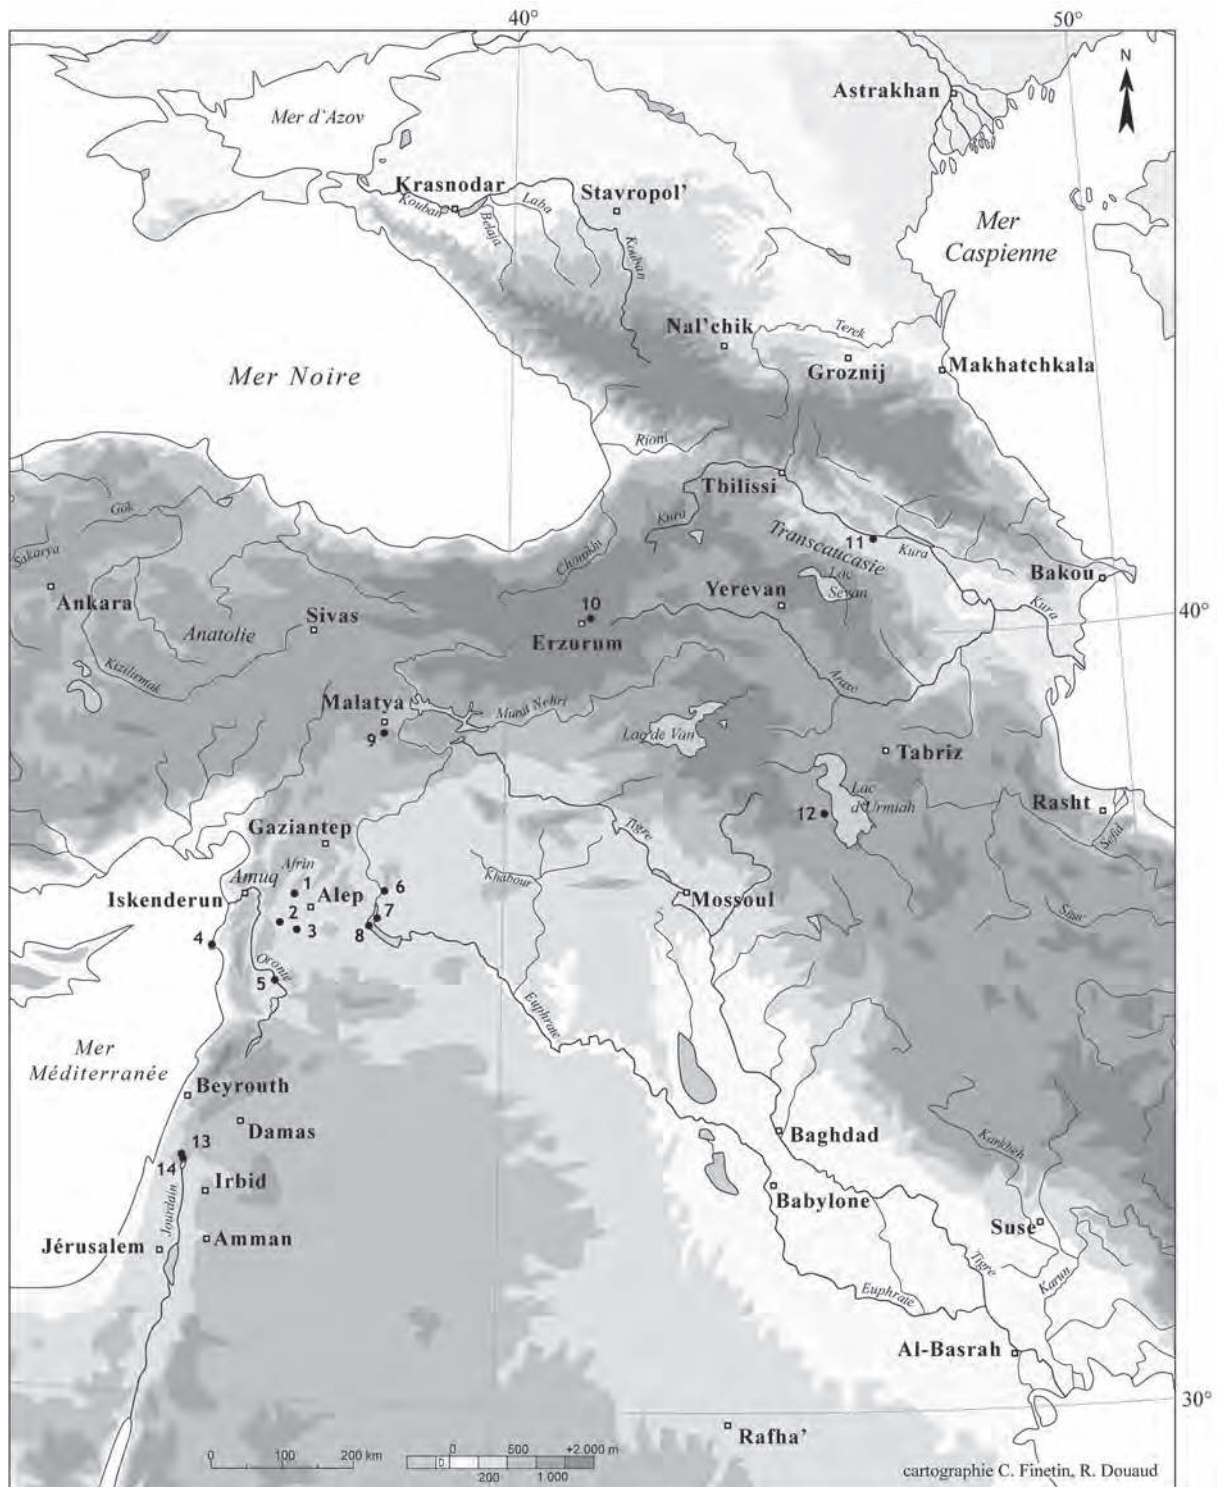 40°
50°
N
Astrakhan
Mer d'Azov
Krasnodar
Kouban
Laba
Belaja
Stavropol'
Kouban
Mer
Caspienne
Nal'chik
Terek
Groznij
Makhatchkala
Mer Noire
Rioni
Tbilissi
Gök
Kura
Transcaucasie
11
Kura
Sakarya
Chorokhi
Lac
Sevan
Bakou
Ankara
Anatolie
Sivas
10
Erzurum
Yerevan
Kura
40°
Kizilirmak
Araxe
Malatya
9
Murat Nehri
Lac de Van
Tabriz
Lac
d'Urmiah
12
Rasht
Sefid
Gaziantep
Tigre
Afrin
Amuq
1
Alep
6
Khabour
Iskenderun
Mossoul
2
7
3
8
4
Oronte
5
Euphrate
Mer
Méditerranée
Beyrouth
Damas
Baghdad
Karkheh
13
14
Irbid
Jourdain
Babylone
Suse
Jérusalem
Amman
Tigre
Karun
Euphrate
Al-Basrah
30°
Rafha'
0 100 200 km
0 500 +2.000 m
200 1 000
cartographie C. Finetin, R. Douaud